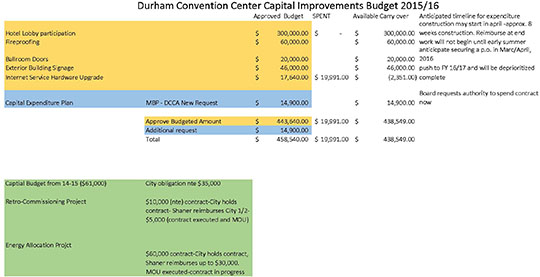 Durham Convention Center Capital Improvements Budget 2015/16
Approved Budget SPENT Available Carry over Anticipated timeline for expenditure
Hotel Lobby participation $ 300,000.00 $ - $ 300,000.00 construction may start in april -approx. 8
weeks construction. Reimburse at end
Fireproofing $ 60,000.00 $ 60,000.00 work will not begin until early summer
anticipate securing a p.o. in Marc/April,
Ballroom Doors $ 20,000.00 $ 20,000.00 2016
Exterior Building Signage $ 46,000.00 $ 46,000.00 push to FY 16/17 and will be deprioritized
Internet Service Hardware Upgrade $ 17,640.00 $ 19,991.00 $ (2,351.00) complete
Board requests authority to spend contract
Capital Expenditure Plan MBP - DCCA New Request $ 14,900.00 $ 14,900.00 now
Approve Budgeted Amount $ 443,640.00 $ 19,991.00 $ 438,549.00
Additional request $ 14,900.00
Total $ 458,540.00 $ 19,991.00 $ 438,549.00
Captial Budget from 14-15 ($61,000) City obligation nte $35,000
Retro-Commissioning Project $10,000 (nte) contract-City holds
contract- Shaner reimburses City 1/2-
$5,000 (contract executed and MOU)
Energy Allocation Projct
$60,000 contract-City holds contract,
Shaner reimburses up to $30,000.
MOU executed-contract in progress